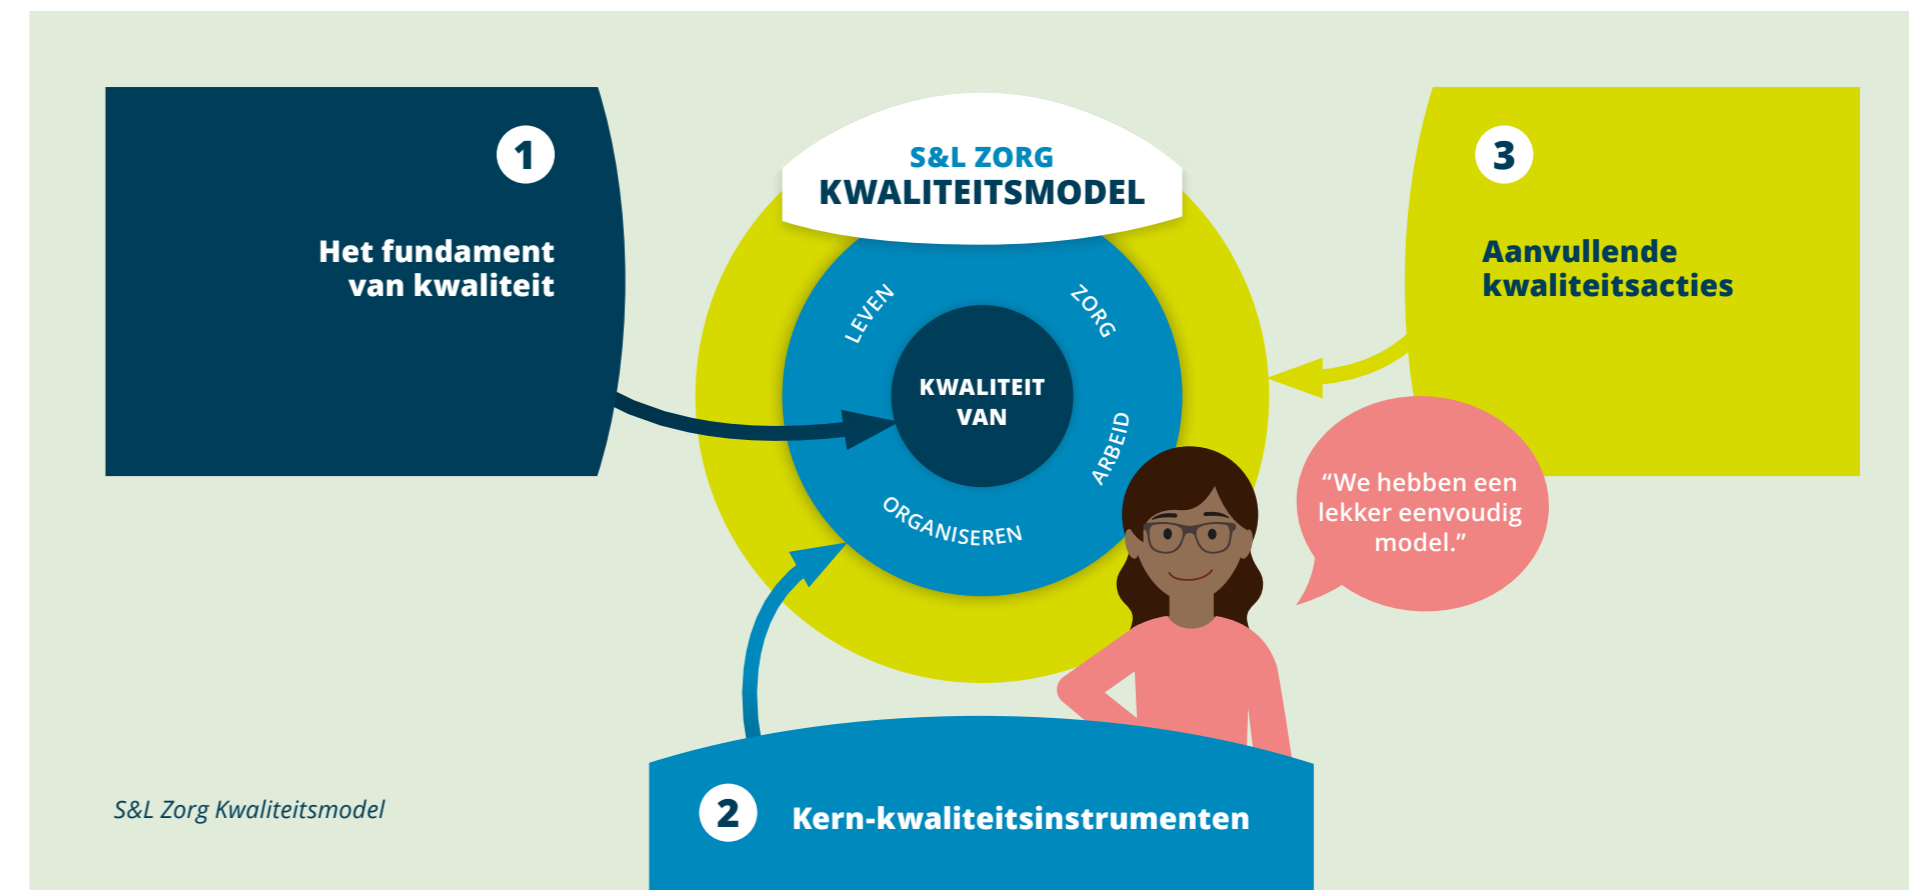 1
Het fundament
van kwaliteit
S&L ZORG
KWALITEITSMODEL
LEVEN
ZORG
ARBEID
ORGANISEREN
KWALITEIT
VAN
3
Aanvullende
kwaliteitsacties
“We hebben een
lekker eenvoudig
model.”
2
Kern-kwaliteitsinstrumenten
S&L Zorg Kwaliteitsmodel